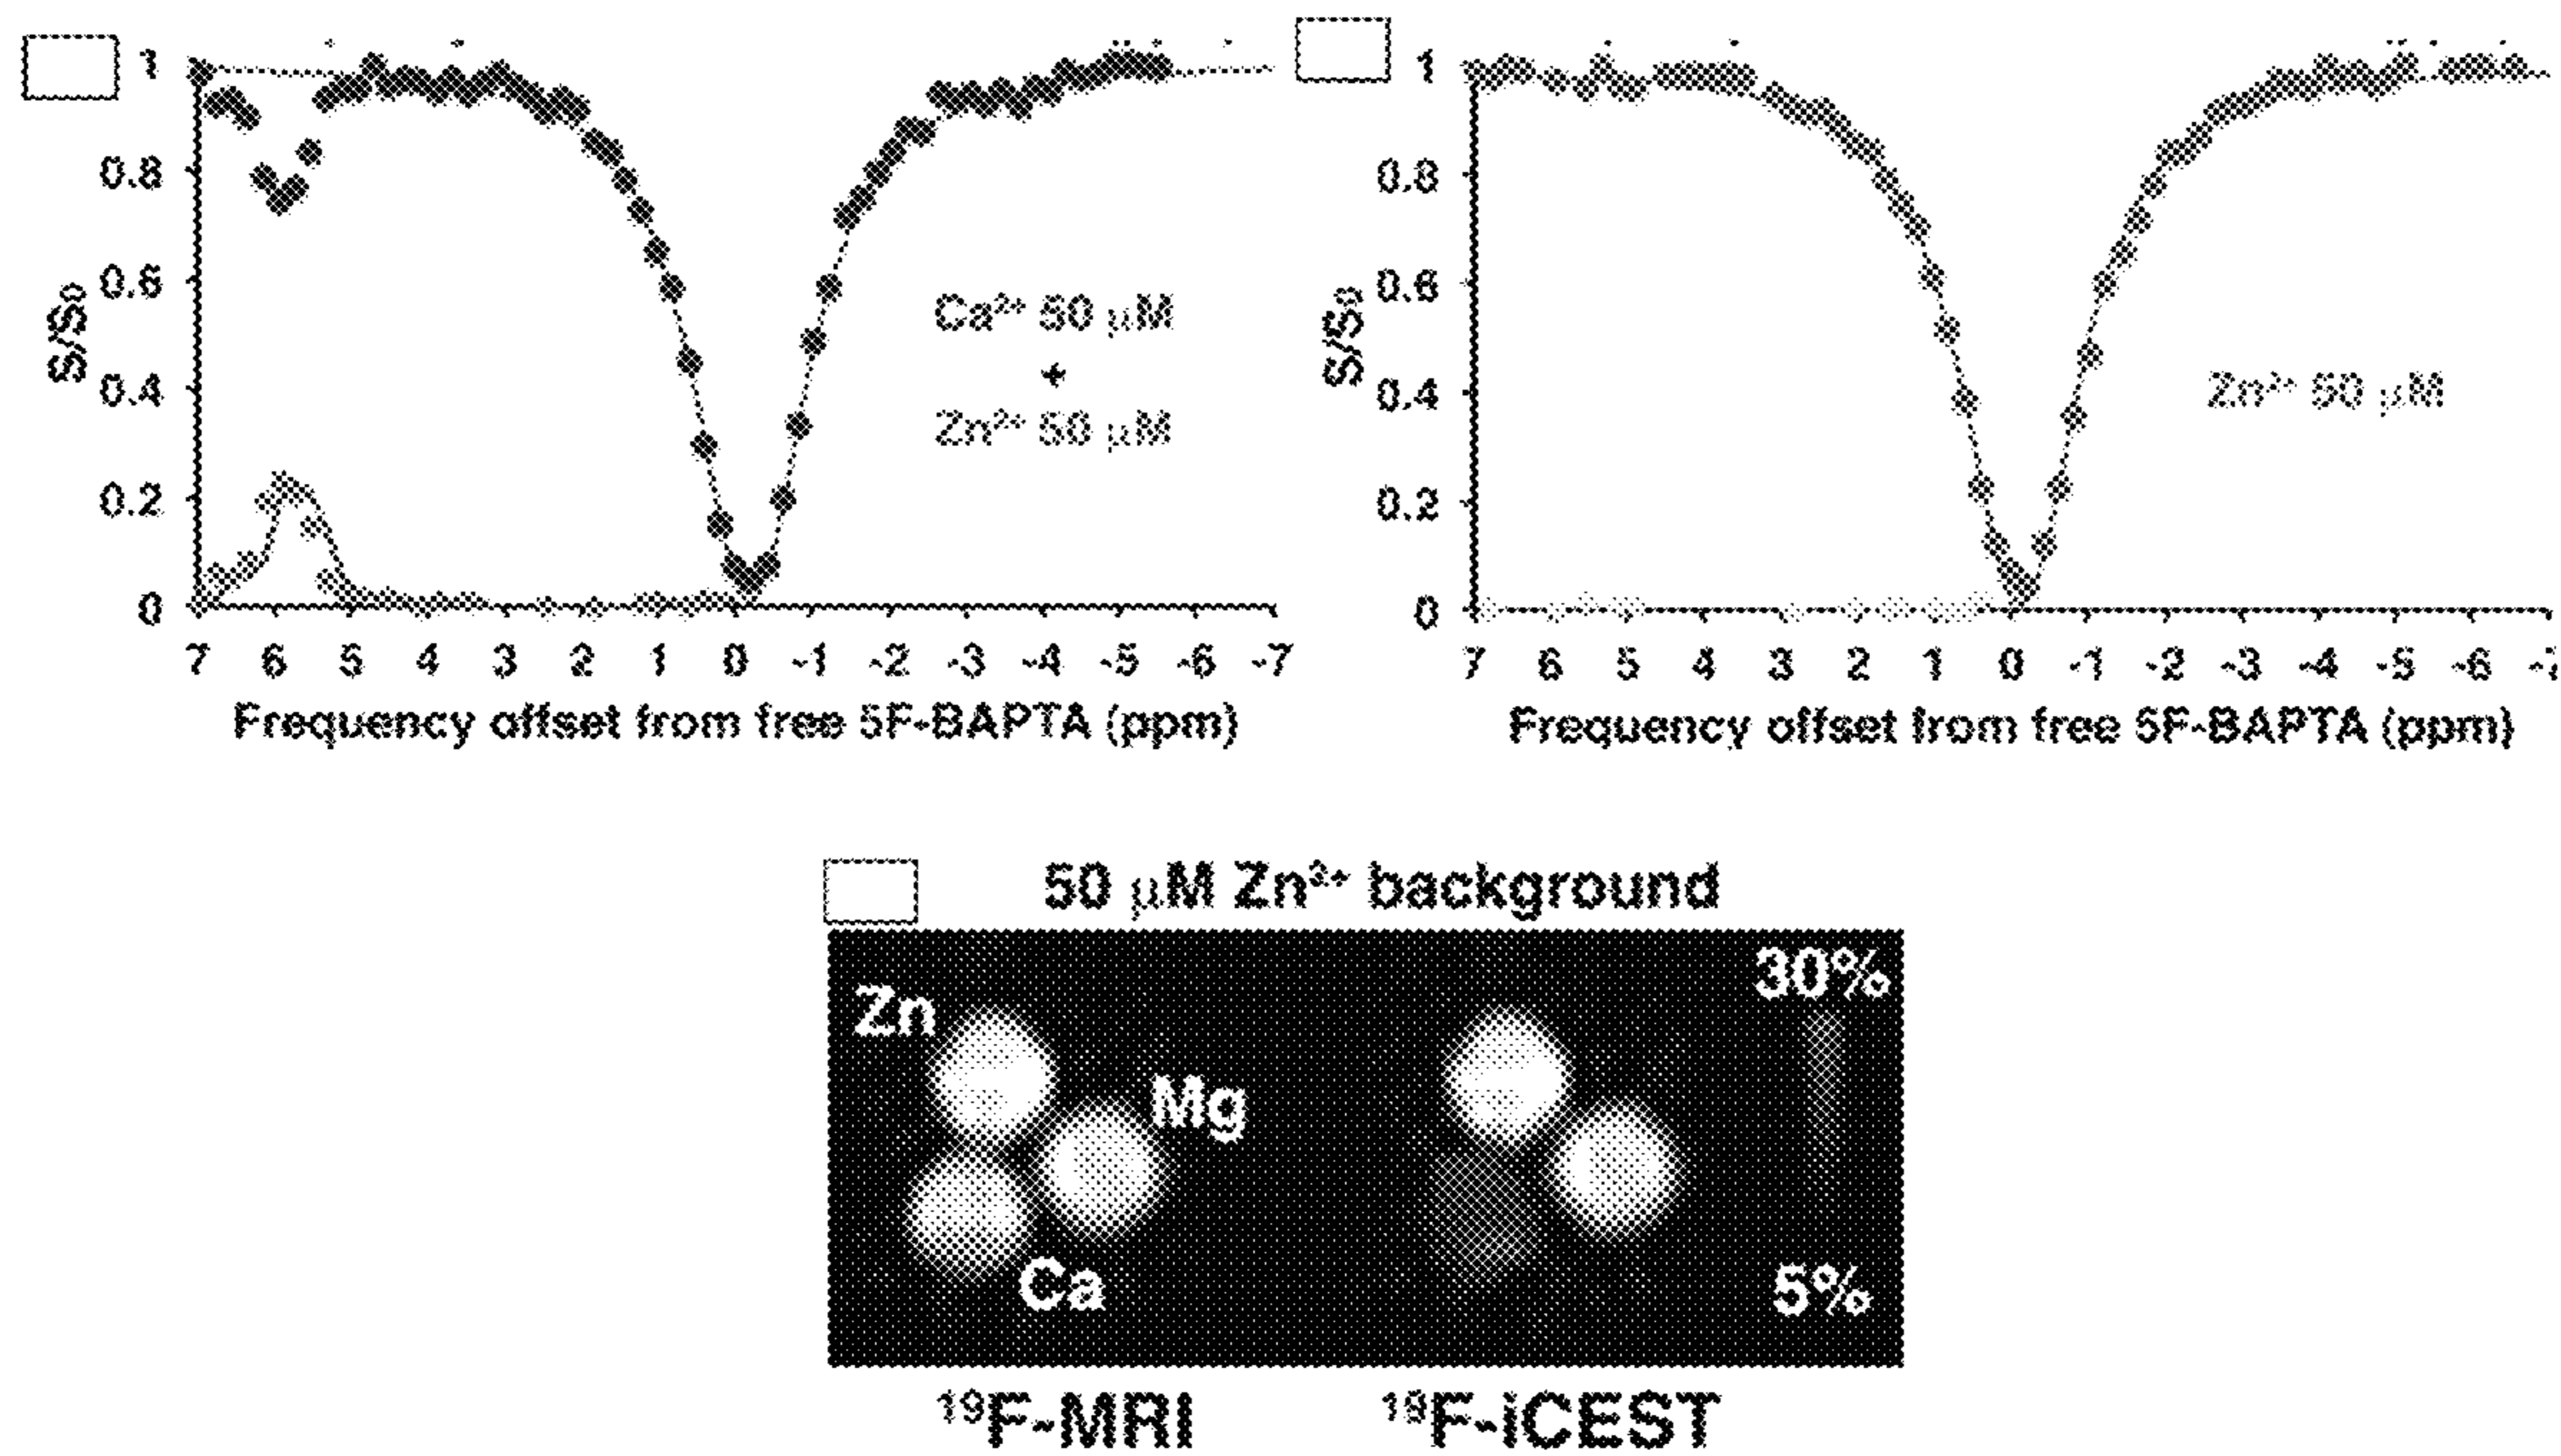 1
0.8
0.6
0.4
0.2
0
S/S₀
7 6 5 4 3 2 1 0 -1 -2 -3 -4 -5 -6 -7
Frequency offset from free 5F-BAPTA (ppm)
Ca²⁺ 50 μM
+
Zn²⁺ 50 μM
1
0.8
0.6
0.4
0.2
0
S/S₀
7 6 5 4 3 2 1 0 -1 -2 -3 -4 -5 -6
Frequency offset from free 5F-BAPTA (ppm)
Zn²⁺ 50 μM
50 μM Zn²⁺ background
Zn
Mg
Ca
30%
5%
¹⁹F-MRI
¹⁹F-iCEST